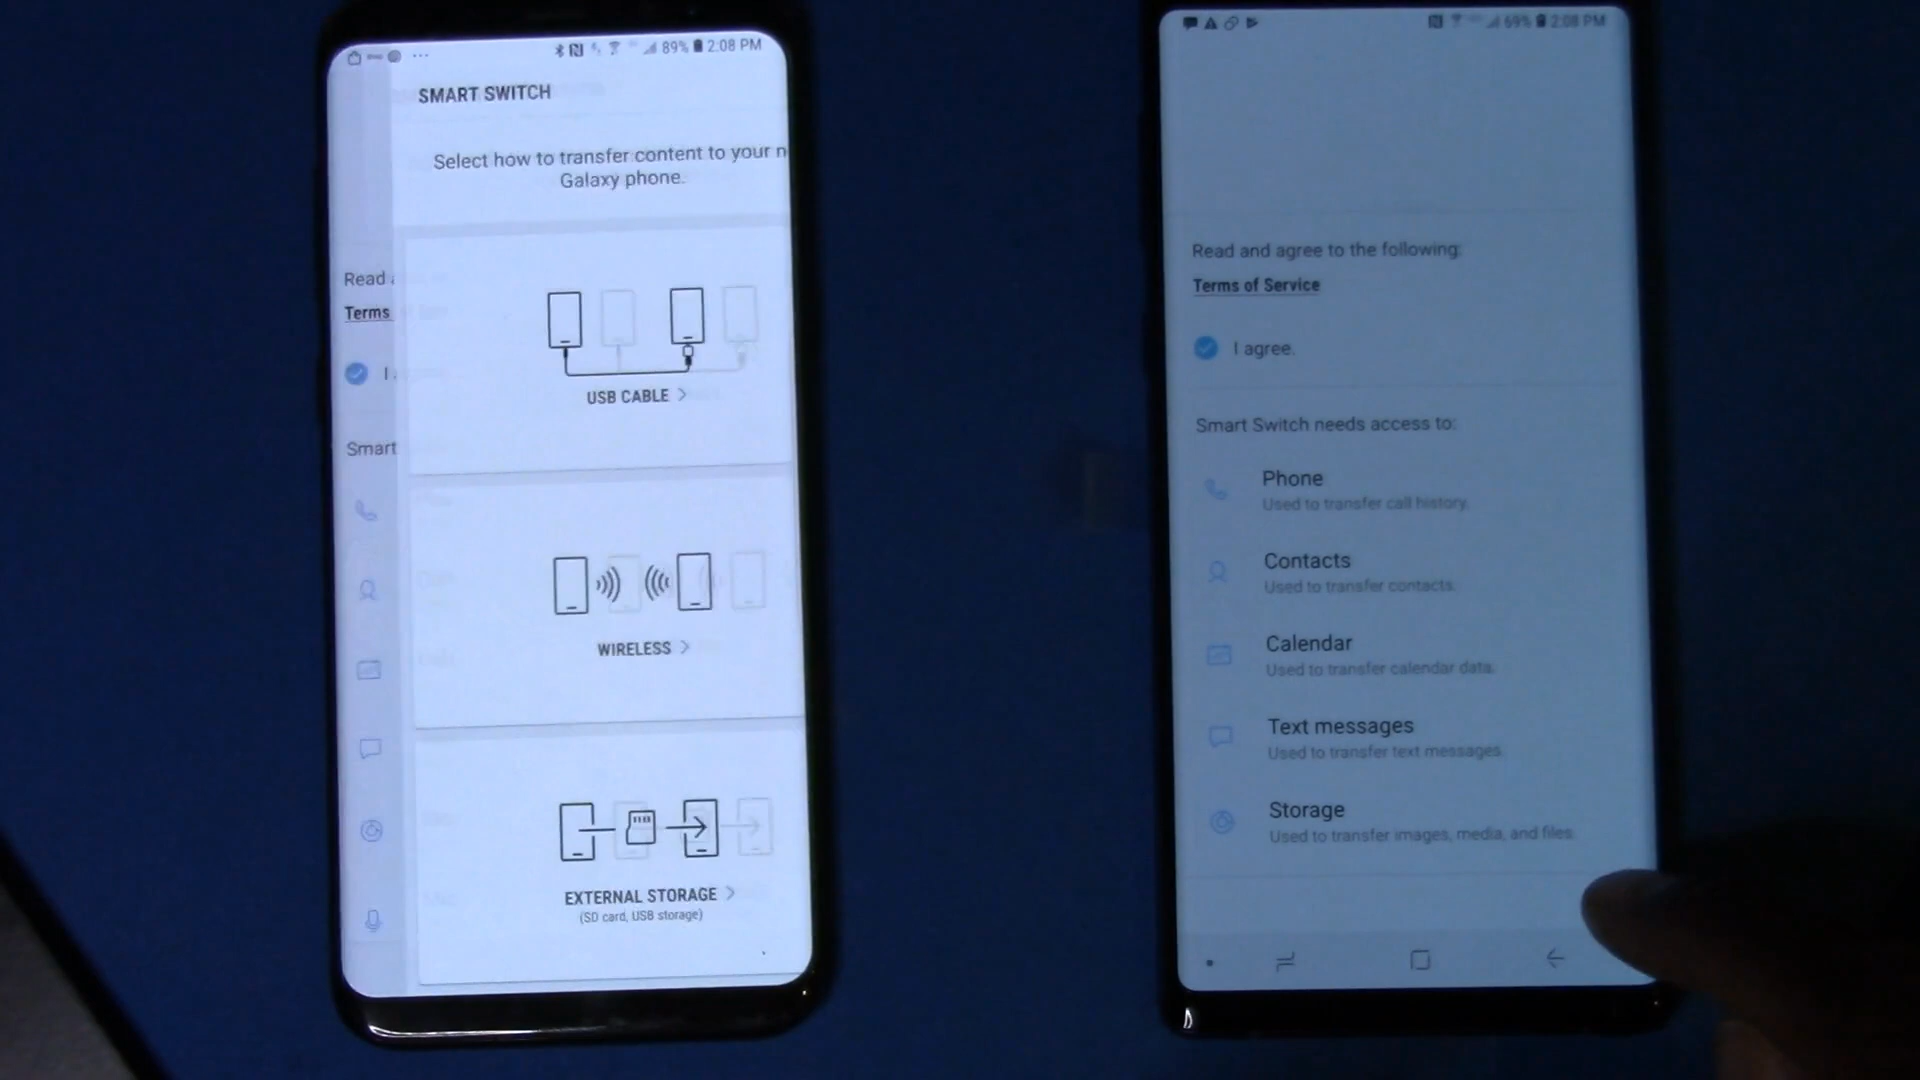 89% 2:08 PM
SMART SWITCH
Select how to transfer content to your n
Galaxy phone.
Read
Terms
I
Smart
USB CABLE >
WIRELESS >
EXTERNAL STORAGE >
(SD card, USB storage)
69% 2:08 PM
Read and agree to the following:
Terms of Service
I agree.
Smart Switch needs access to:
Phone
Used to transfer call history.
Contacts
Used to transfer contacts.
Calendar
Used to transfer calendar data.
Text messages
Used to transfer text messages.
Storage
Used to transfer images, media, and files.